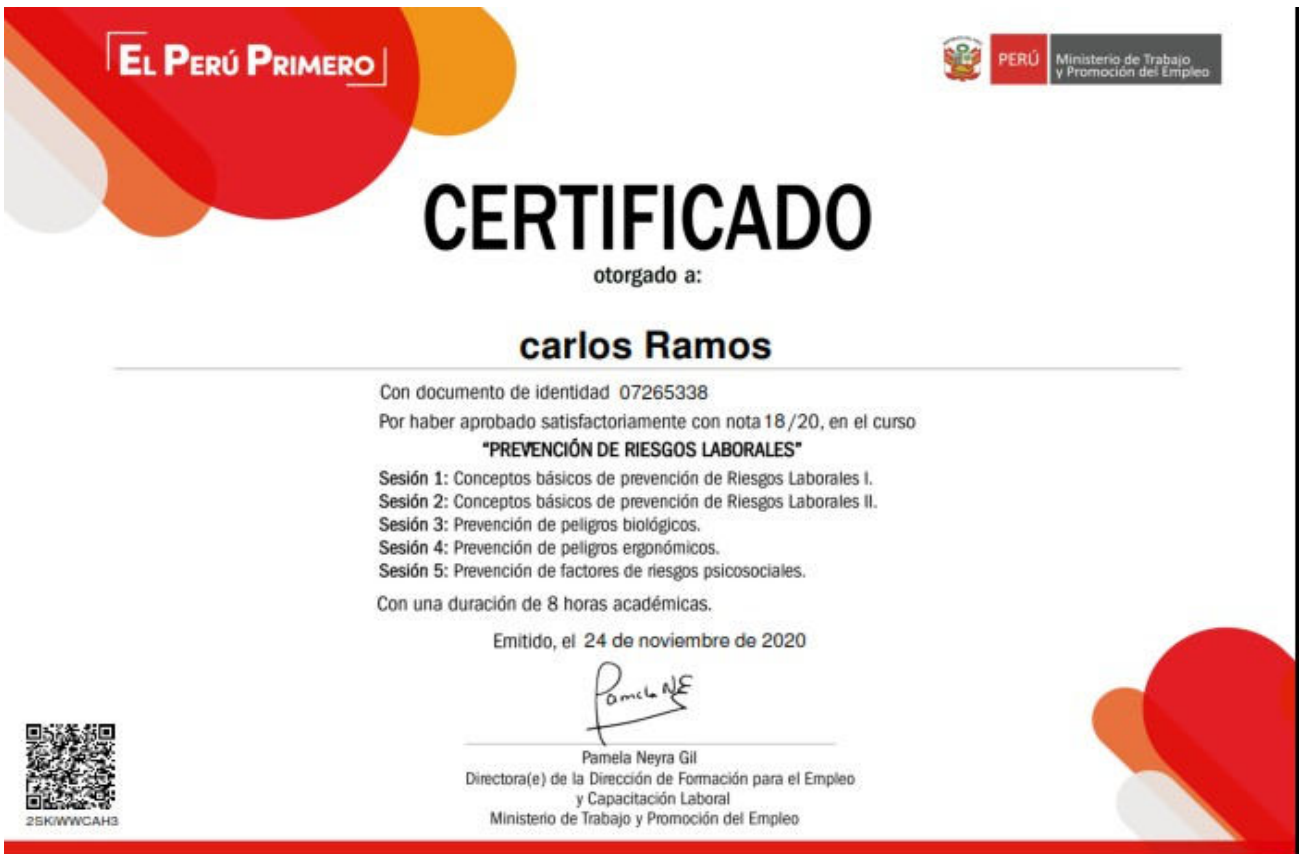 EL PERÚ PRIMERO
PERÚ
Ministerio de Trabajo
y Promoción del Empleo
CERTIFICADO
otorgado a:
carlos Ramos
Con documento de identidad 07265338
Por haber aprobado satisfactoriamente con nota 18 /20, en el curso
“PREVENCIÓN DE RIESGOS LABORALES”
Sesión 1: Conceptos básicos de prevención de Riesgos Laborales I.
Sesión 2: Conceptos básicos de prevención de Riesgos Laborales II.
Sesión 3: Prevención de peligros biológicos.
Sesión 4: Prevención de peligros ergonómicos.
Sesión 5: Prevención de factores de riesgos psicosociales.
Con una duración de 8 horas académicas.
Emitido, el 24 de noviembre de 2020
Pamela NE
Pamela Neyra Gil
Directora(e) de la Dirección de Formación para el Empleo
y Capacitación Laboral
Ministerio de Trabajo y Promoción del Empleo
2SKIWWCAH3